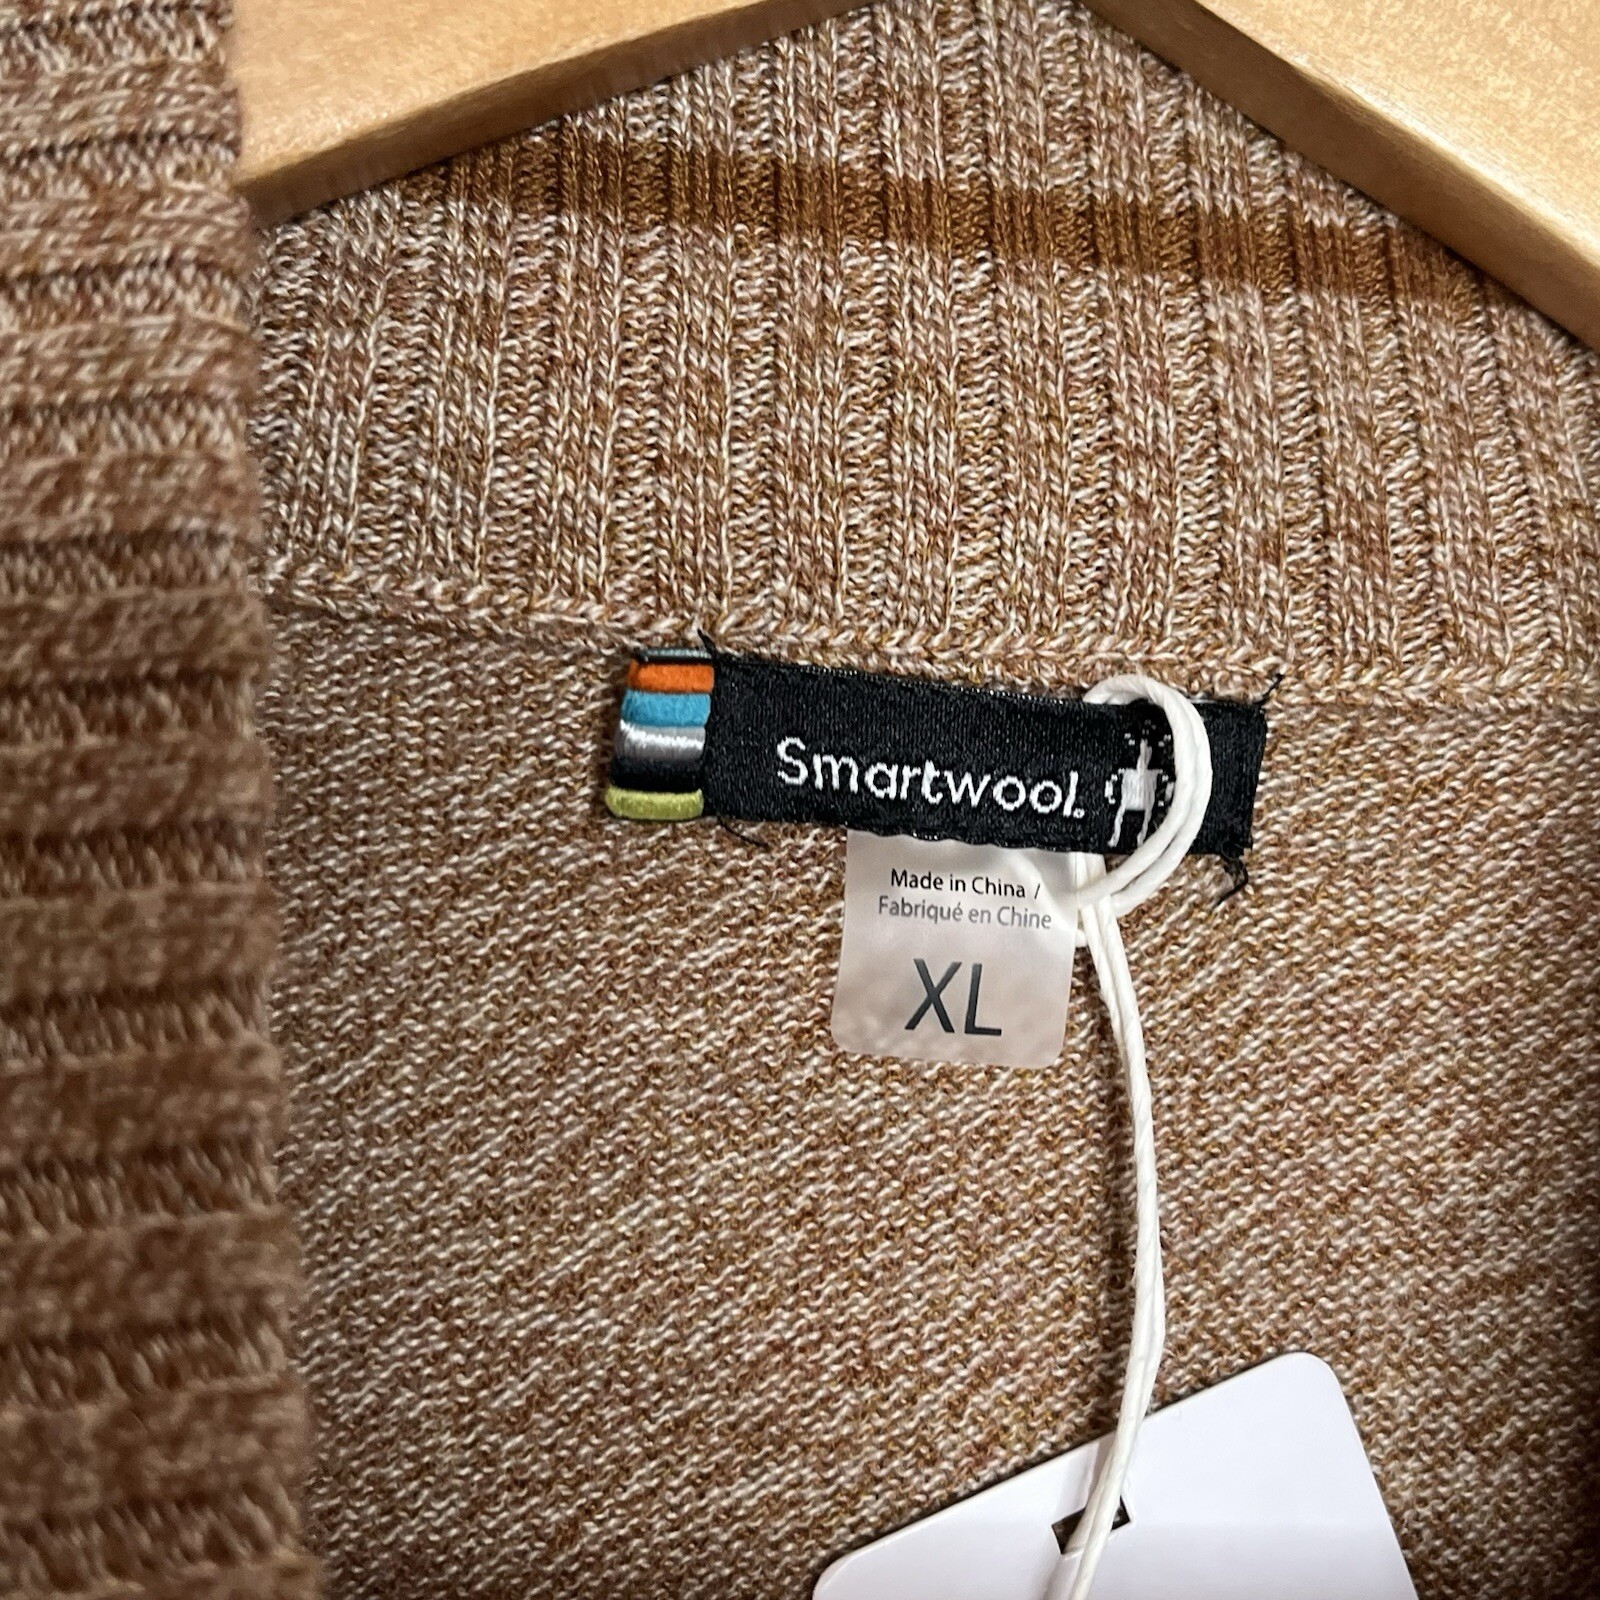 Smartwool.
Made in China /
Fabriqué en Chine
XL